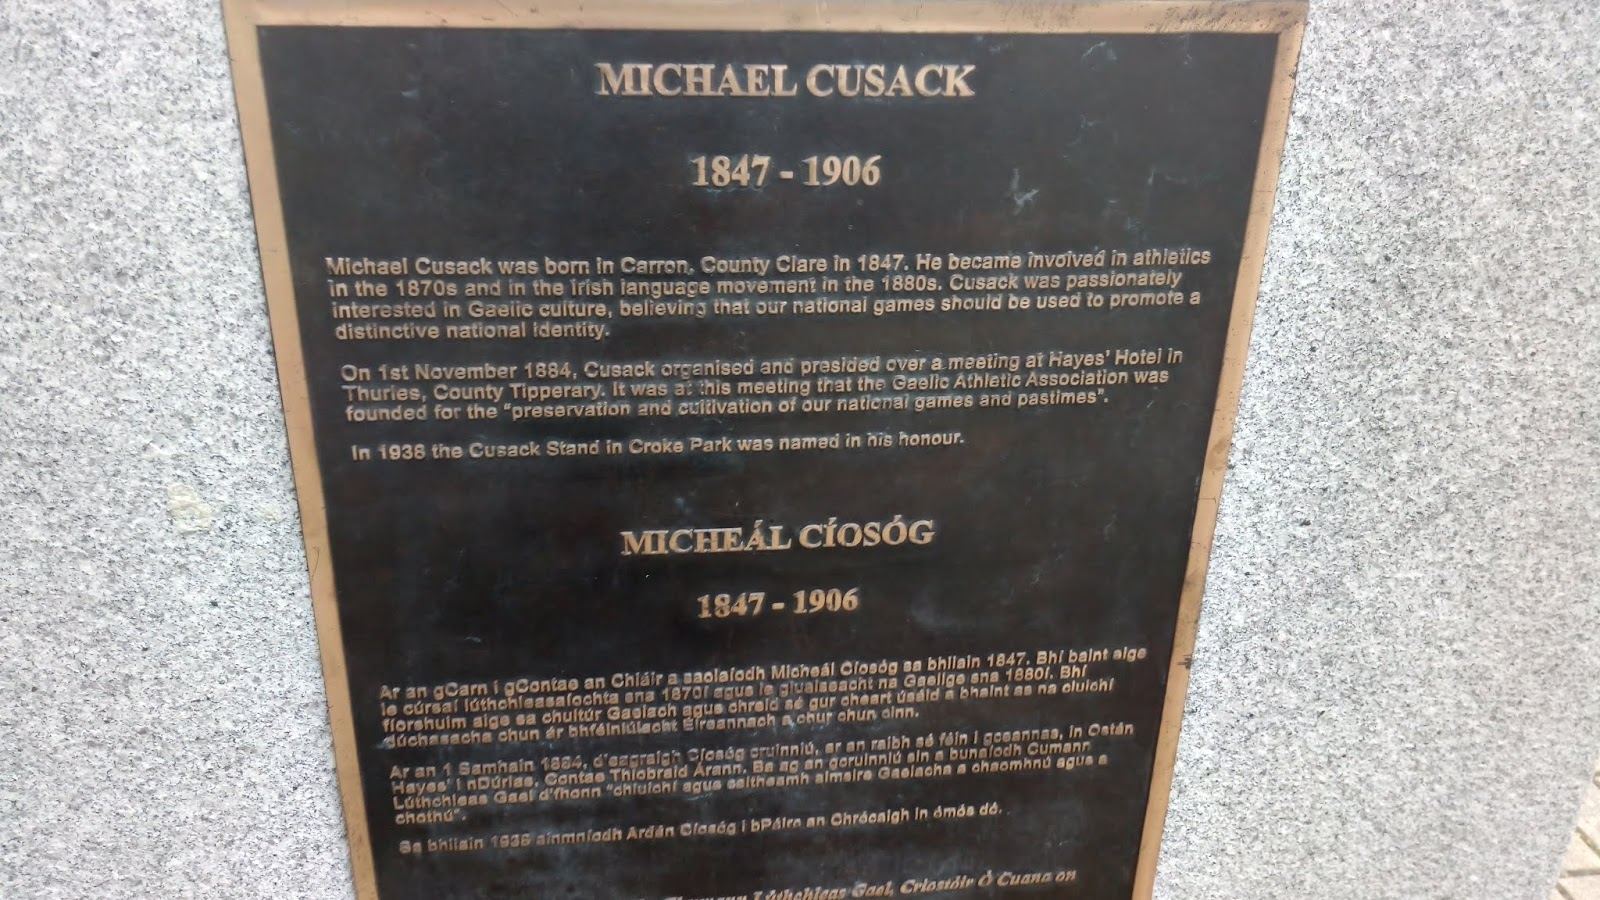 MICHAEL CUSACK
1847 - 1906
Michael Cusack was born in Carron, County Clare in 1847. He became involved in athletics
in the 1870s and in the Irish language movement in the 1880s. Cusack was passionately
interested in Gaelic culture, believing that our national games should be used to promote a
distinctive national identity.
On 1st November 1884, Cusack organised and presided over a meeting at Hayes' Hotel in
Thurles, County Tipperary. It was at this meeting that the Gaelic Athletic Association was
founded for the "preservation and cultivation of our national games and pastimes".
In 1938 the Cusack Stand in Croke Park was named in his honour.
MICHEÁL CÍOSÓG
1847 - 1906
Ar an gCarn i gContae an Chláir a saolaíodh Micheál Cíosóg sa bhliain 1847. Bhí baint aige
le cúrsaí lúthchleasaíochta sna 1870í agus le gluaiseacht na Gaeilge sna 1880í. Bhí
fíorshuim aige sa chultúr Gaelach agus chreid sé gur cheart úsáid a bhaint as na cluichí
dúchasacha chun ár bhféiniúlacht Éireannach a chur chun cinn.
Ar an 1 Samhain 1884, d'eagraigh Cíosóg cruinniú, ar an raibh sé féin i gceannas, in Óstán
Hayes' i nDúrlas, Contae Thiobraid Árann. Ba ag an gcruinniú sin a bunaíodh Cumann
Lúthchleas Gael d'fhonn "chluichí agus caitheamh aimsire Gaelacha a chaomhnú agus a
chothú".
Sa bhliain 1938 ainmníodh Ardán Cíosóg i bPáirc an Chrócaigh in ómós dó.
Lúthchleas Gael, Criostóir Ó Cuana on